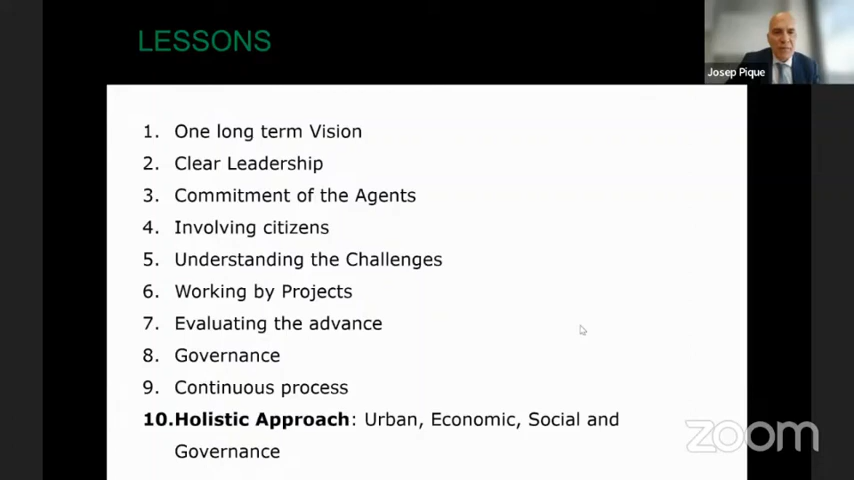 LESSONS
Josep Pique
1. One long term Vision
2. Clear Leadership
3. Commitment of the Agents
4. Involving citizens
5. Understanding the Challenges
6. Working by Projects
7. Evaluating the advance
8. Governance
9. Continuous process
10.Holistic Approach: Urban, Economic, Social and
Governance
zoom